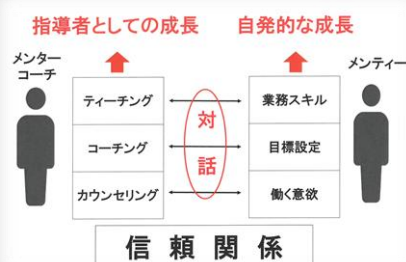 指導者としての成長
自発的な成長
メンター
コーチ
メンティー
ティーチング
業務スキル
対話
コーチング
目標設定
カウンセリング
働く意欲
信頼関係